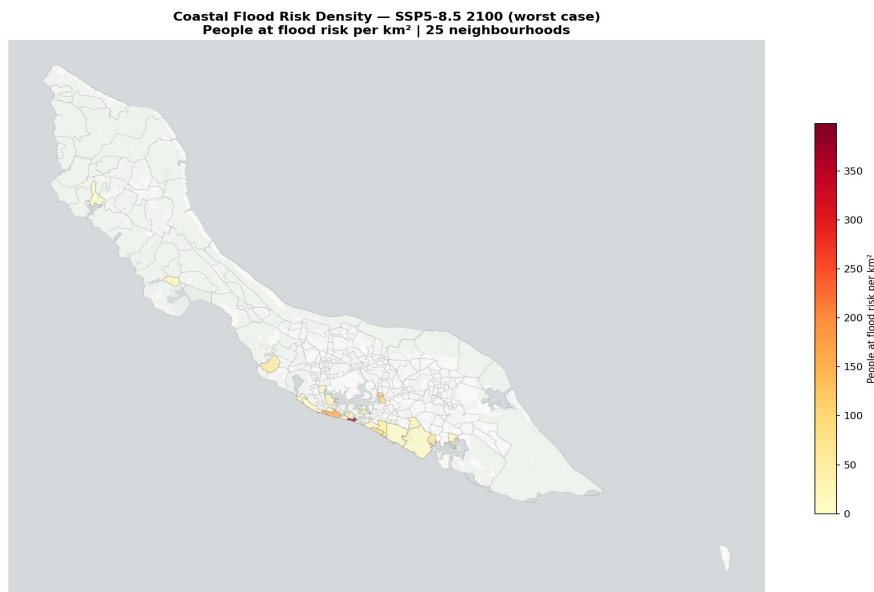 Coastal Flood Risk Density — SSP5-8.5 2100 (worst case)
People at flood risk per km² | 25 neighbourhoods
350
300
250
200
150
100
50
0
People at flood risk per km²